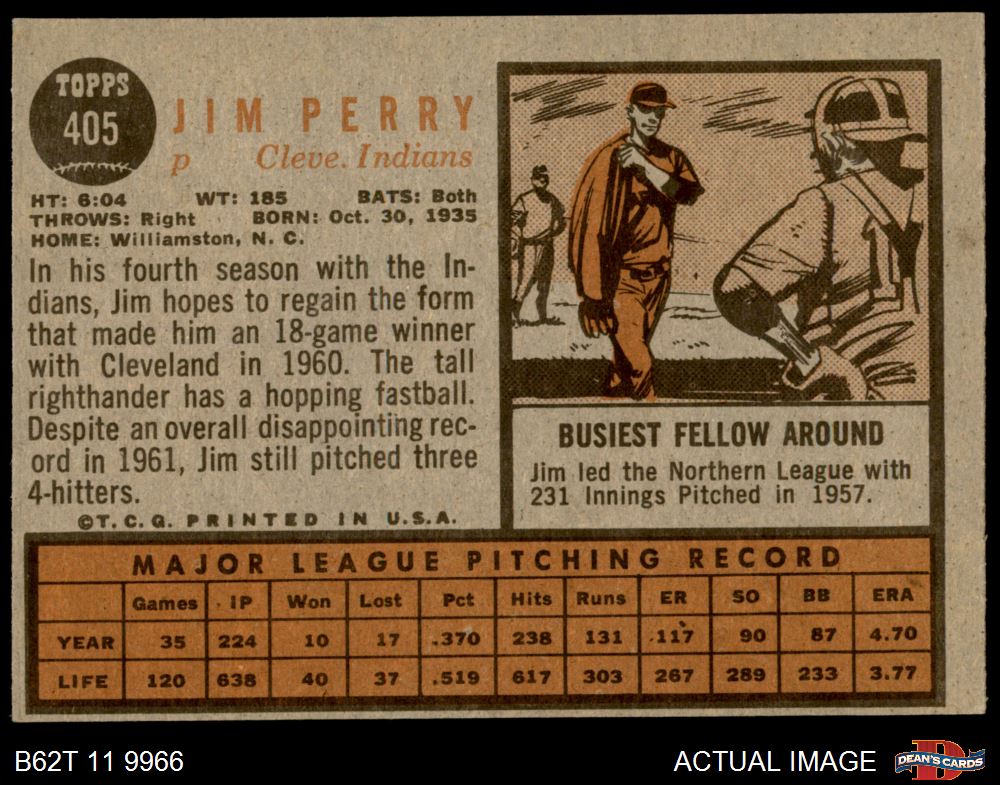 TOPPS
405
JIM PERRY
p Cleve. Indians
HT: 6:04 WT: 185 BATS: Both
THROWS: Right BORN: Oct. 30, 1935
HOME: Williamston, N. C.
In his fourth season with the In-
dians, Jim hopes to regain the form
that made him an 18-game winner
with Cleveland in 1960. The tall
righthander has a hopping fastball.
Despite an overall disappointing rec-
ord in 1961, Jim still pitched three
4-hitters.
©T. C. G. PRINTED IN U.S.A.
BUSIEST FELLOW AROUND
Jim led the Northern League with
231 Innings Pitched in 1957.
MAJOR LEAGUE PITCHING RECORD
Games IP Won Lost Pct Hits Runs ER SO BB ERA
YEAR 35 224 10 17 .370 238 131 117 90 87 4.70
LIFE 120 638 40 37 .519 617 303 267 289 233 3.77
B62T 11 9966 ACTUAL IMAGE DEAN'S CARDS